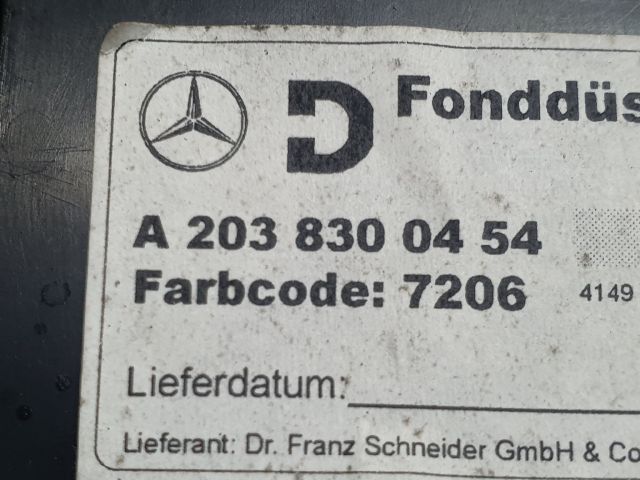 Fonddüs
A 203 830 04 54
Farbcode: 7206
4149
Lieferdatum:
Lieferant: Dr. Franz Schneider GmbH & Co